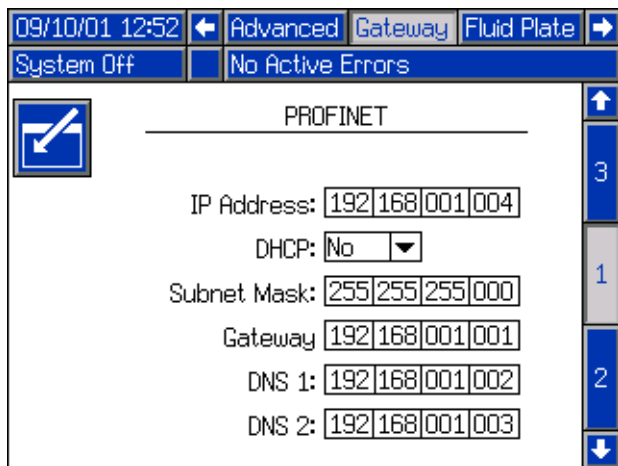 09/10/01 12:52 Advanced Gateway Fluid Plate
System Off No Active Errors
PROFINET
3
IP Address: 192 168 001 004
DHCP: No
1
Subnet Mask: 255 255 255 000
Gateway 192 168 001 001
DNS 1: 192 168 001 002
2
DNS 2: 192 168 001 003